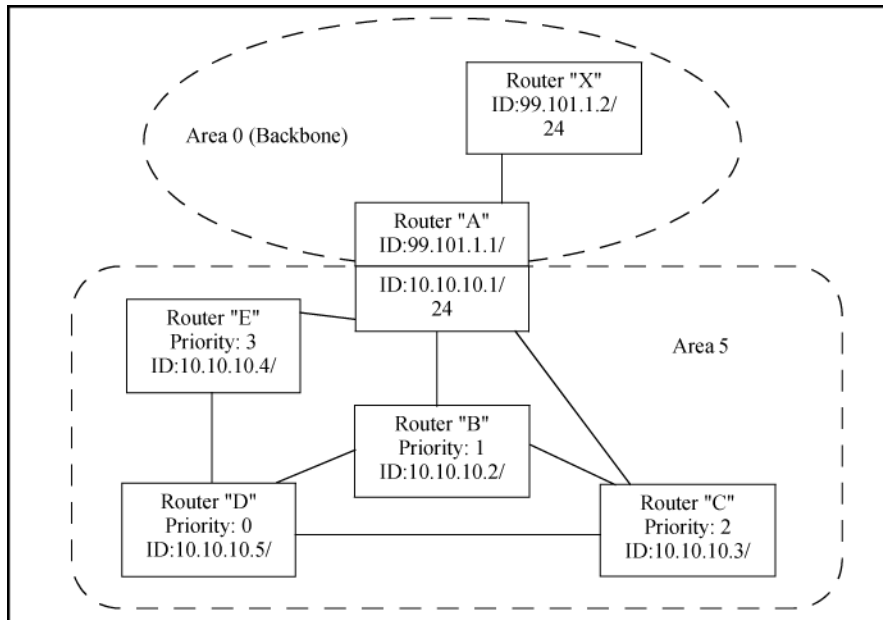 Router "X"
ID:99.101.1.2/
24
Area 0 (Backbone)
Router "A"
ID:99.101.1.1/
ID:10.10.10.1/
24
Router "E"
Priority: 3
ID:10.10.10.4/
Area 5
Router "B"
Priority: 1
ID:10.10.10.2/
Router "D"
Priority: 0
ID:10.10.10.5/
Router "C"
Priority: 2
ID:10.10.10.3/